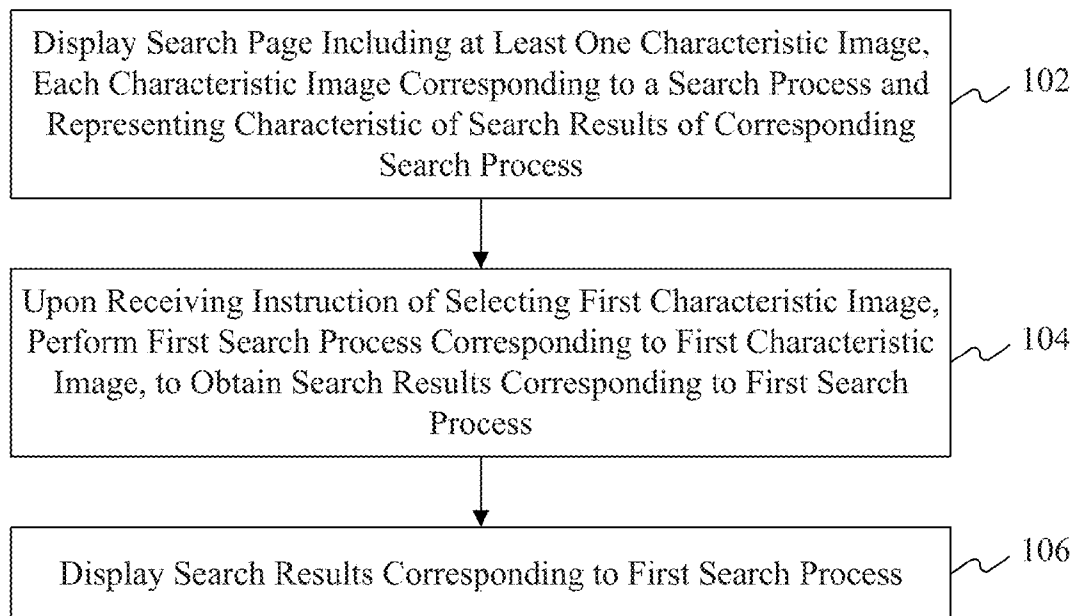 Display Search Page Including at Least One Characteristic Image,
Each Characteristic Image Corresponding to a Search Process and
Representing Characteristic of Search Results of Corresponding
Search Process
102
Upon Receiving Instruction of Selecting First Characteristic Image,
Perform First Search Process Corresponding to First Characteristic
Image, to Obtain Search Results Corresponding to First Search
Process
104
Display Search Results Corresponding to First Search Process
106